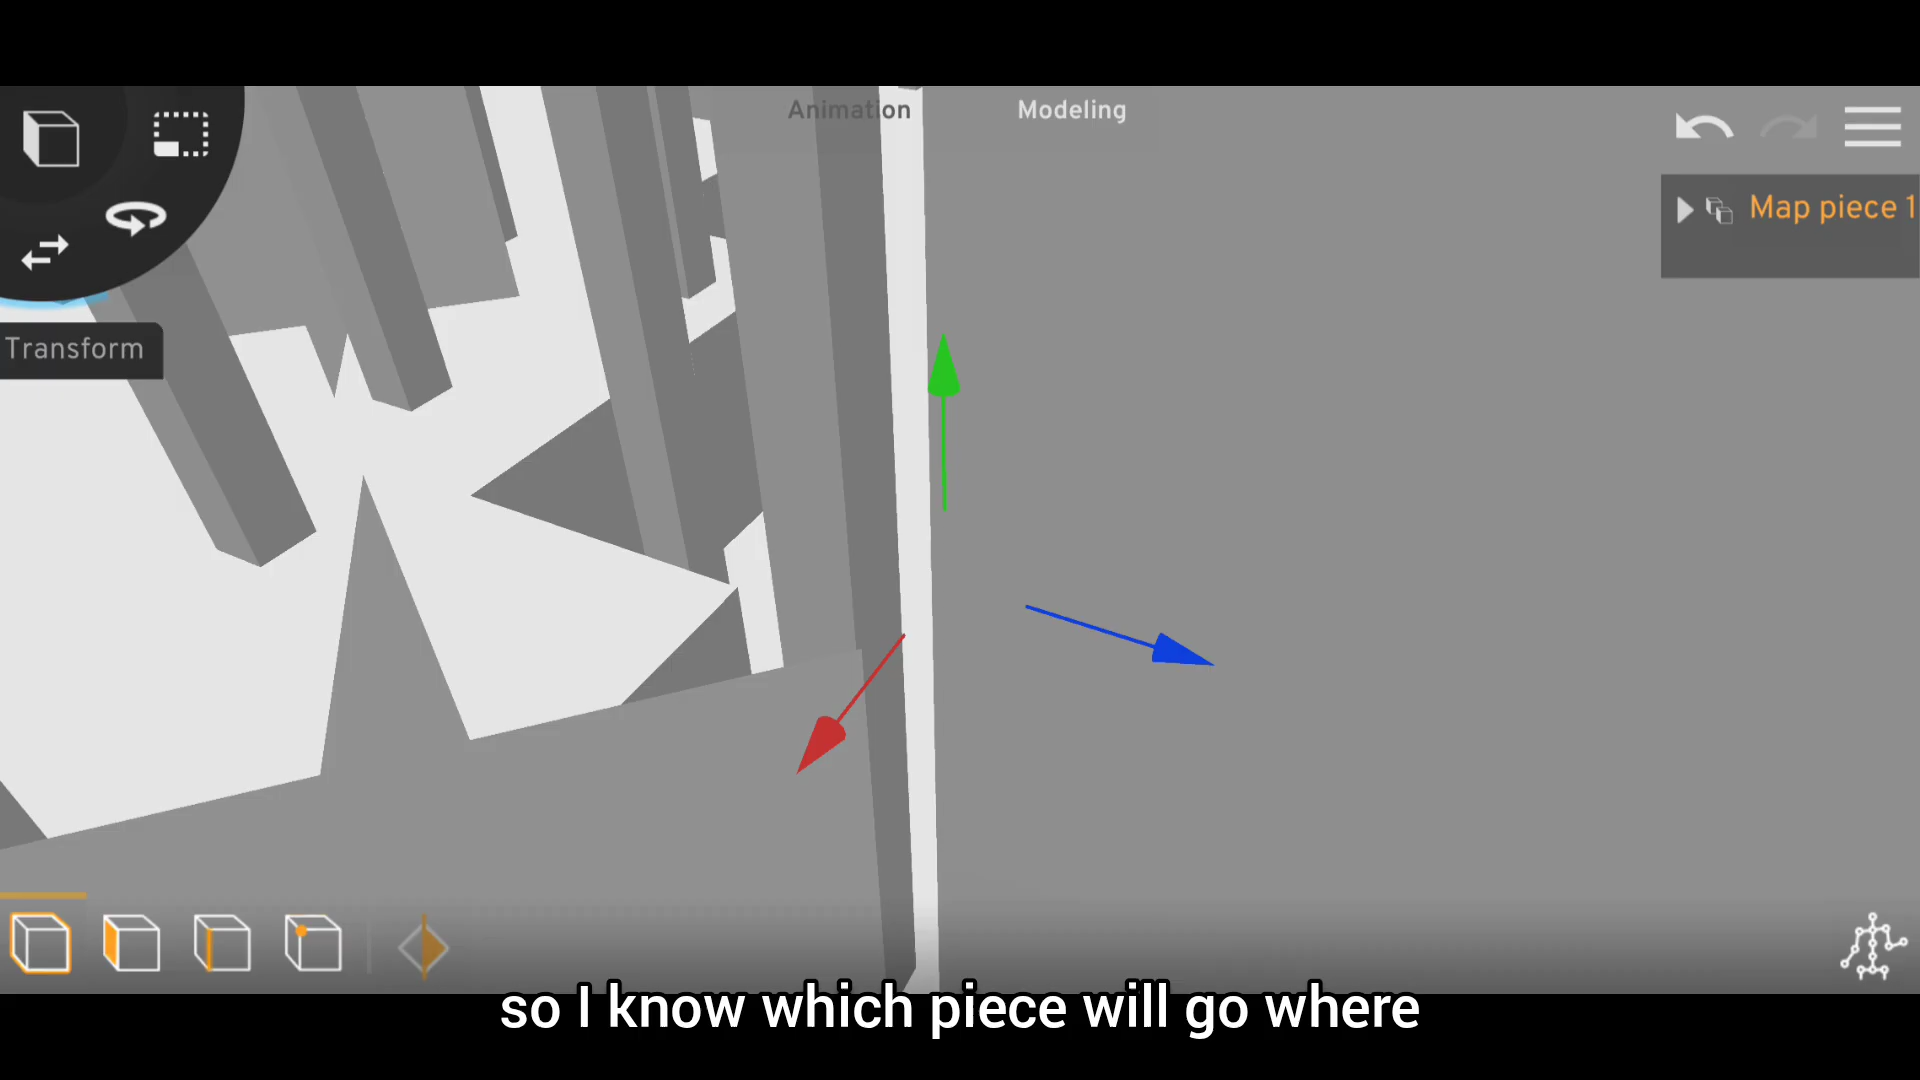 Animation
Modeling
Map piece 1
Transform
so I know which piece will go where